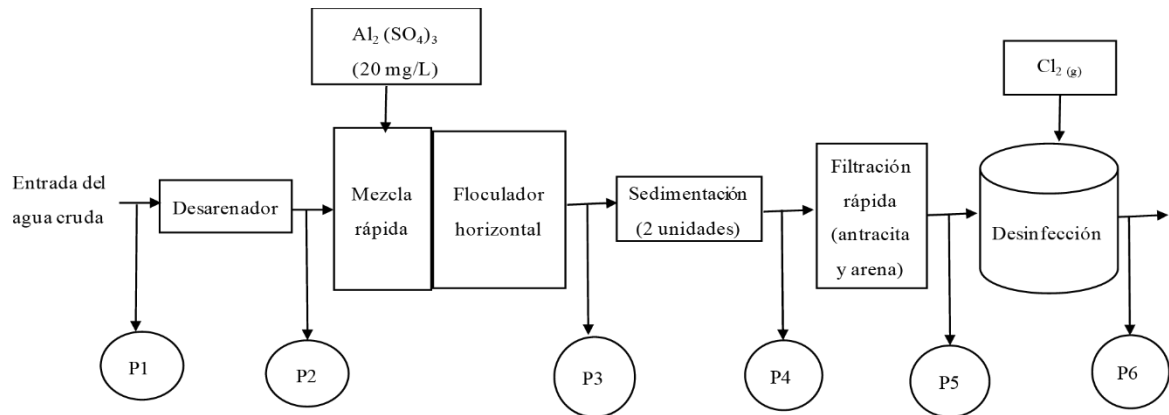 Al₂ (SO₄)₃
(20 mg/L)
Cl₂ (g)
Entrada del
agua cruda
Desarenador
Mezcla
rápida
Floculador
horizontal
Sedimentación
(2 unidades)
Filtración
rápida
(antracita
y arena)
Desinfección
P1
P2
P3
P4
P5
P6